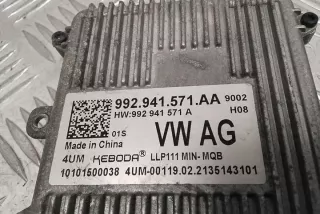 992.941.571.AA 9002
HW:992 941 571 A H08
01S
Made in China
VW AG
4UM KEBODA® LLP111 MIN-MQB
10101500038 4UM-00119.02.2135143101